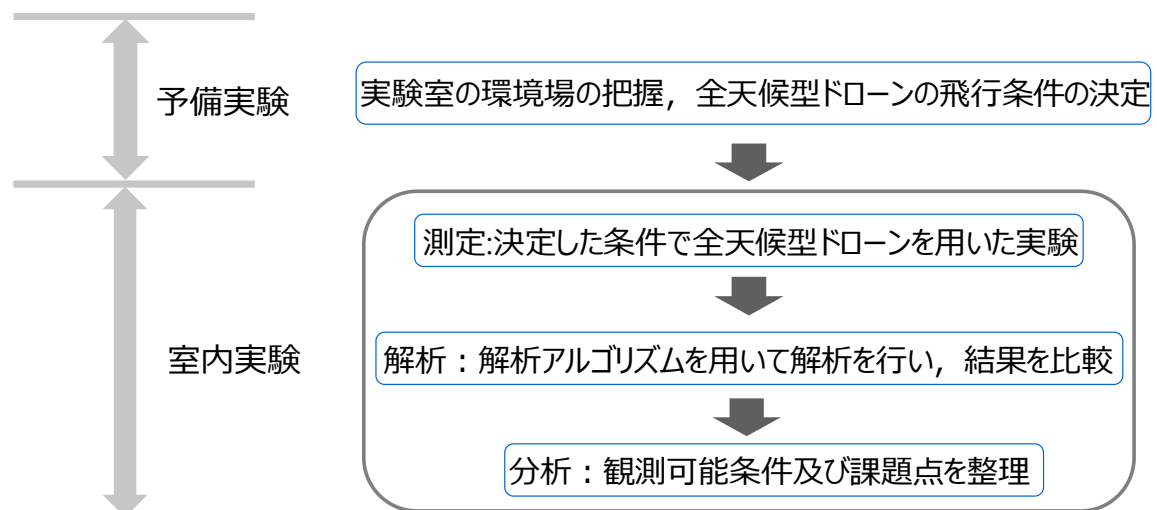 予備実験
実験室の環境場の把握，全天候型ドローンの飛行条件の決定
測定:決定した条件で全天候型ドローンを用いた実験
室内実験
解析：解析アルゴリズムを用いて解析を行い，結果を比較
分析：観測可能条件及び課題点を整理